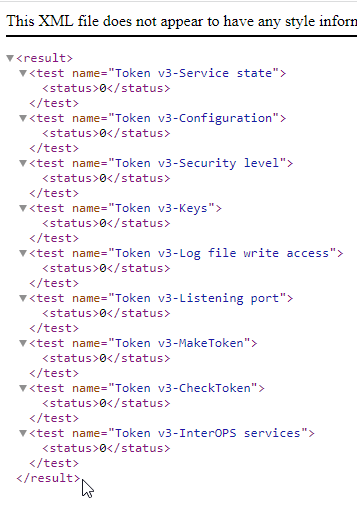 This XML file does not appear to have any style infor
▼<result>
▼<test name="Token v3-Service state">
<status>0</status>
</test>
▼<test name="Token v3-Configuration">
<status>0</status>
</test>
▼<test name="Token v3-Security level">
<status>0</status>
</test>
▼<test name="Token v3-Keys">
<status>0</status>
</test>
▼<test name="Token v3-Log file write access">
<status>0</status>
</test>
▼<test name="Token v3-Listening port">
<status>0</status>
</test>
▼<test name="Token v3-MakeToken">
<status>0</status>
</test>
▼<test name="Token v3-CheckToken">
<status>0</status>
</test>
▼<test name="Token v3-InterOPS services">
<status>0</status>
</test>
</result>